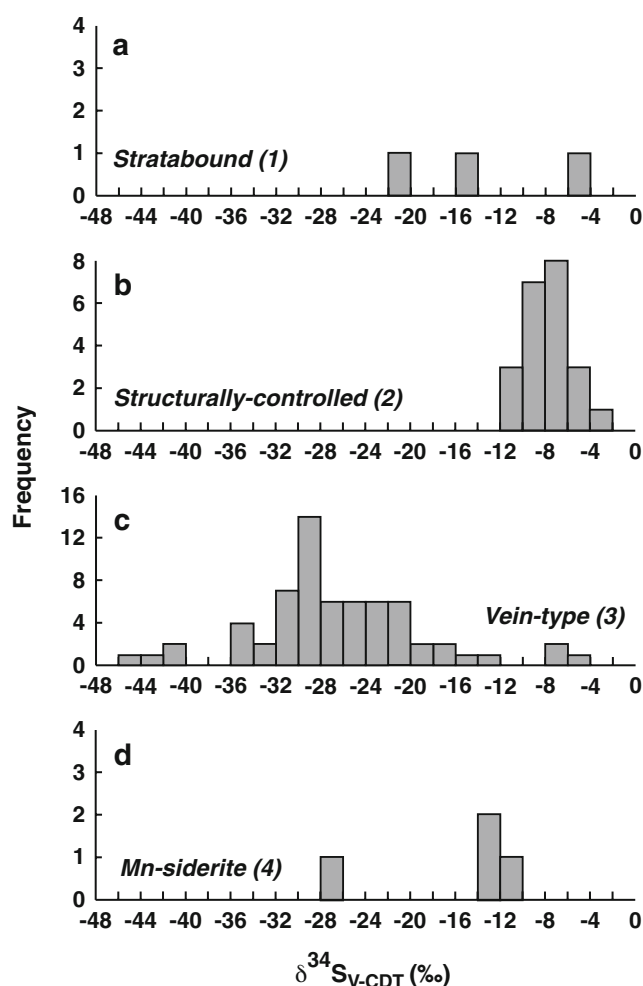 4
a
3
2
1
Stratabound (1)
0
-48 -44 -40 -36 -32 -28 -24 -20 -16 -12 -8 -4 0
8
b
6
4
2
Structurally-controlled (2)
0
-48 -44 -40 -36 -32 -28 -24 -20 -16 -12 -8 -4 0
Frequency
16
c
12
8
4
Vein-type (3)
0
-48 -44 -40 -36 -32 -28 -24 -20 -16 -12 -8 -4 0
4
d
3
2
1
Mn-siderite (4)
0
-48 -44 -40 -36 -32 -28 -24 -20 -16 -12 -8 -4 0
δ³⁴S_V-CDT (‰)